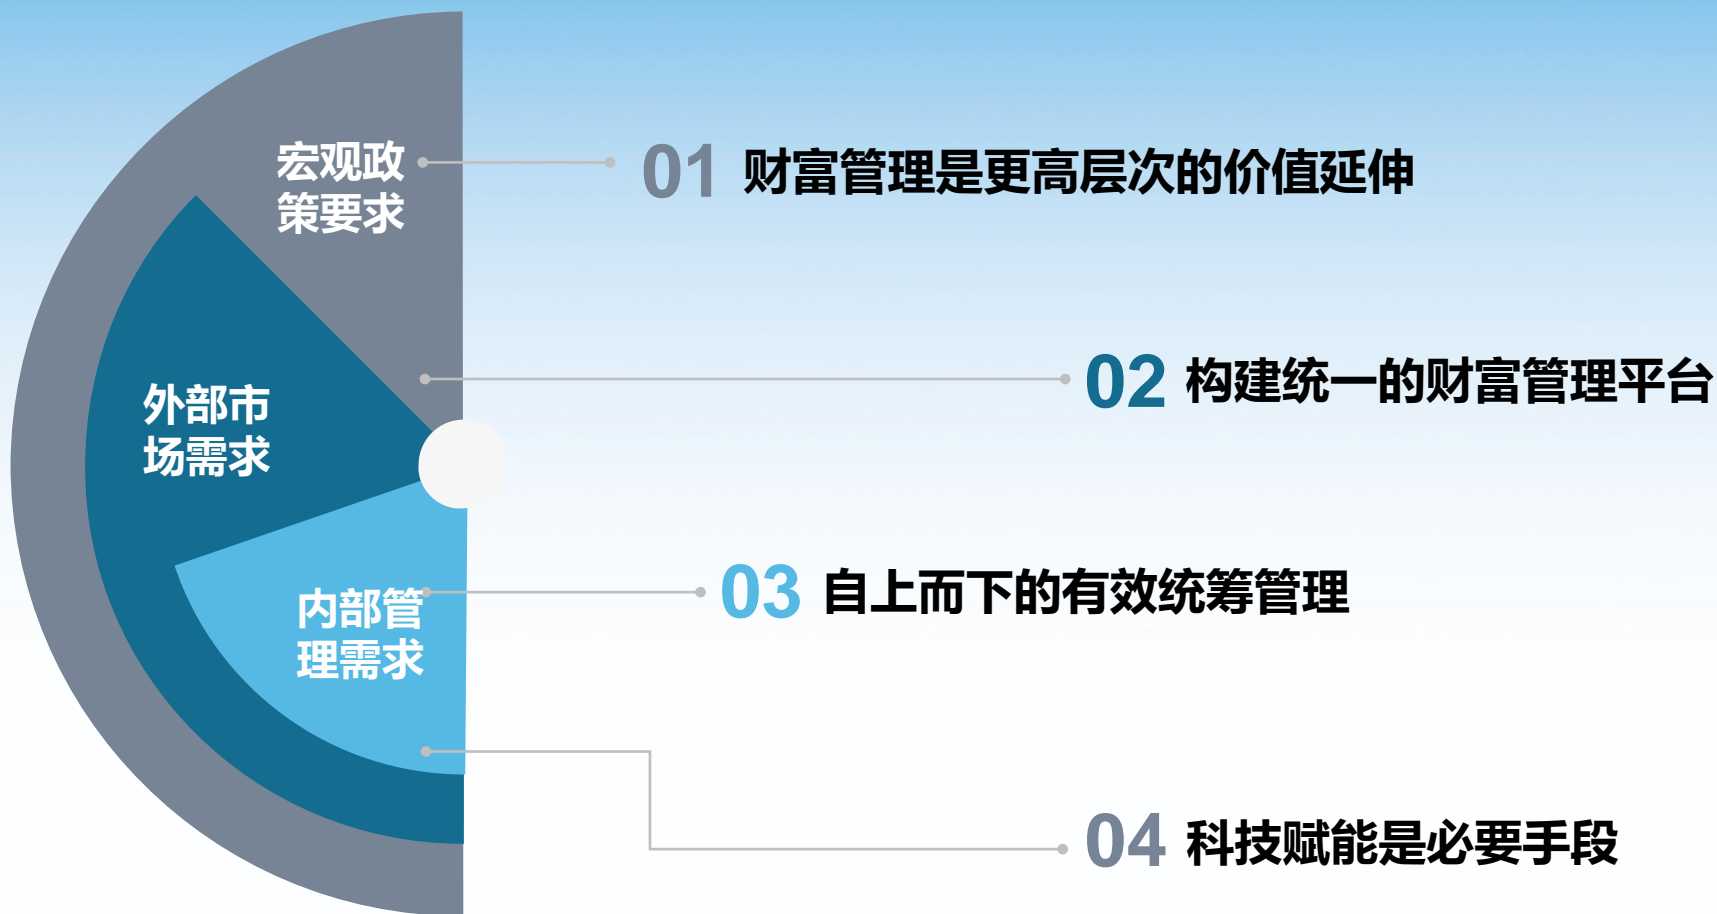 宏观政
策要求
01 财富管理是更高层次的价值延伸
外部市
场需求
02 构建统一的财富管理平台
内部管
理需求
03 自上而下的有效统筹管理
04 科技赋能是必要手段